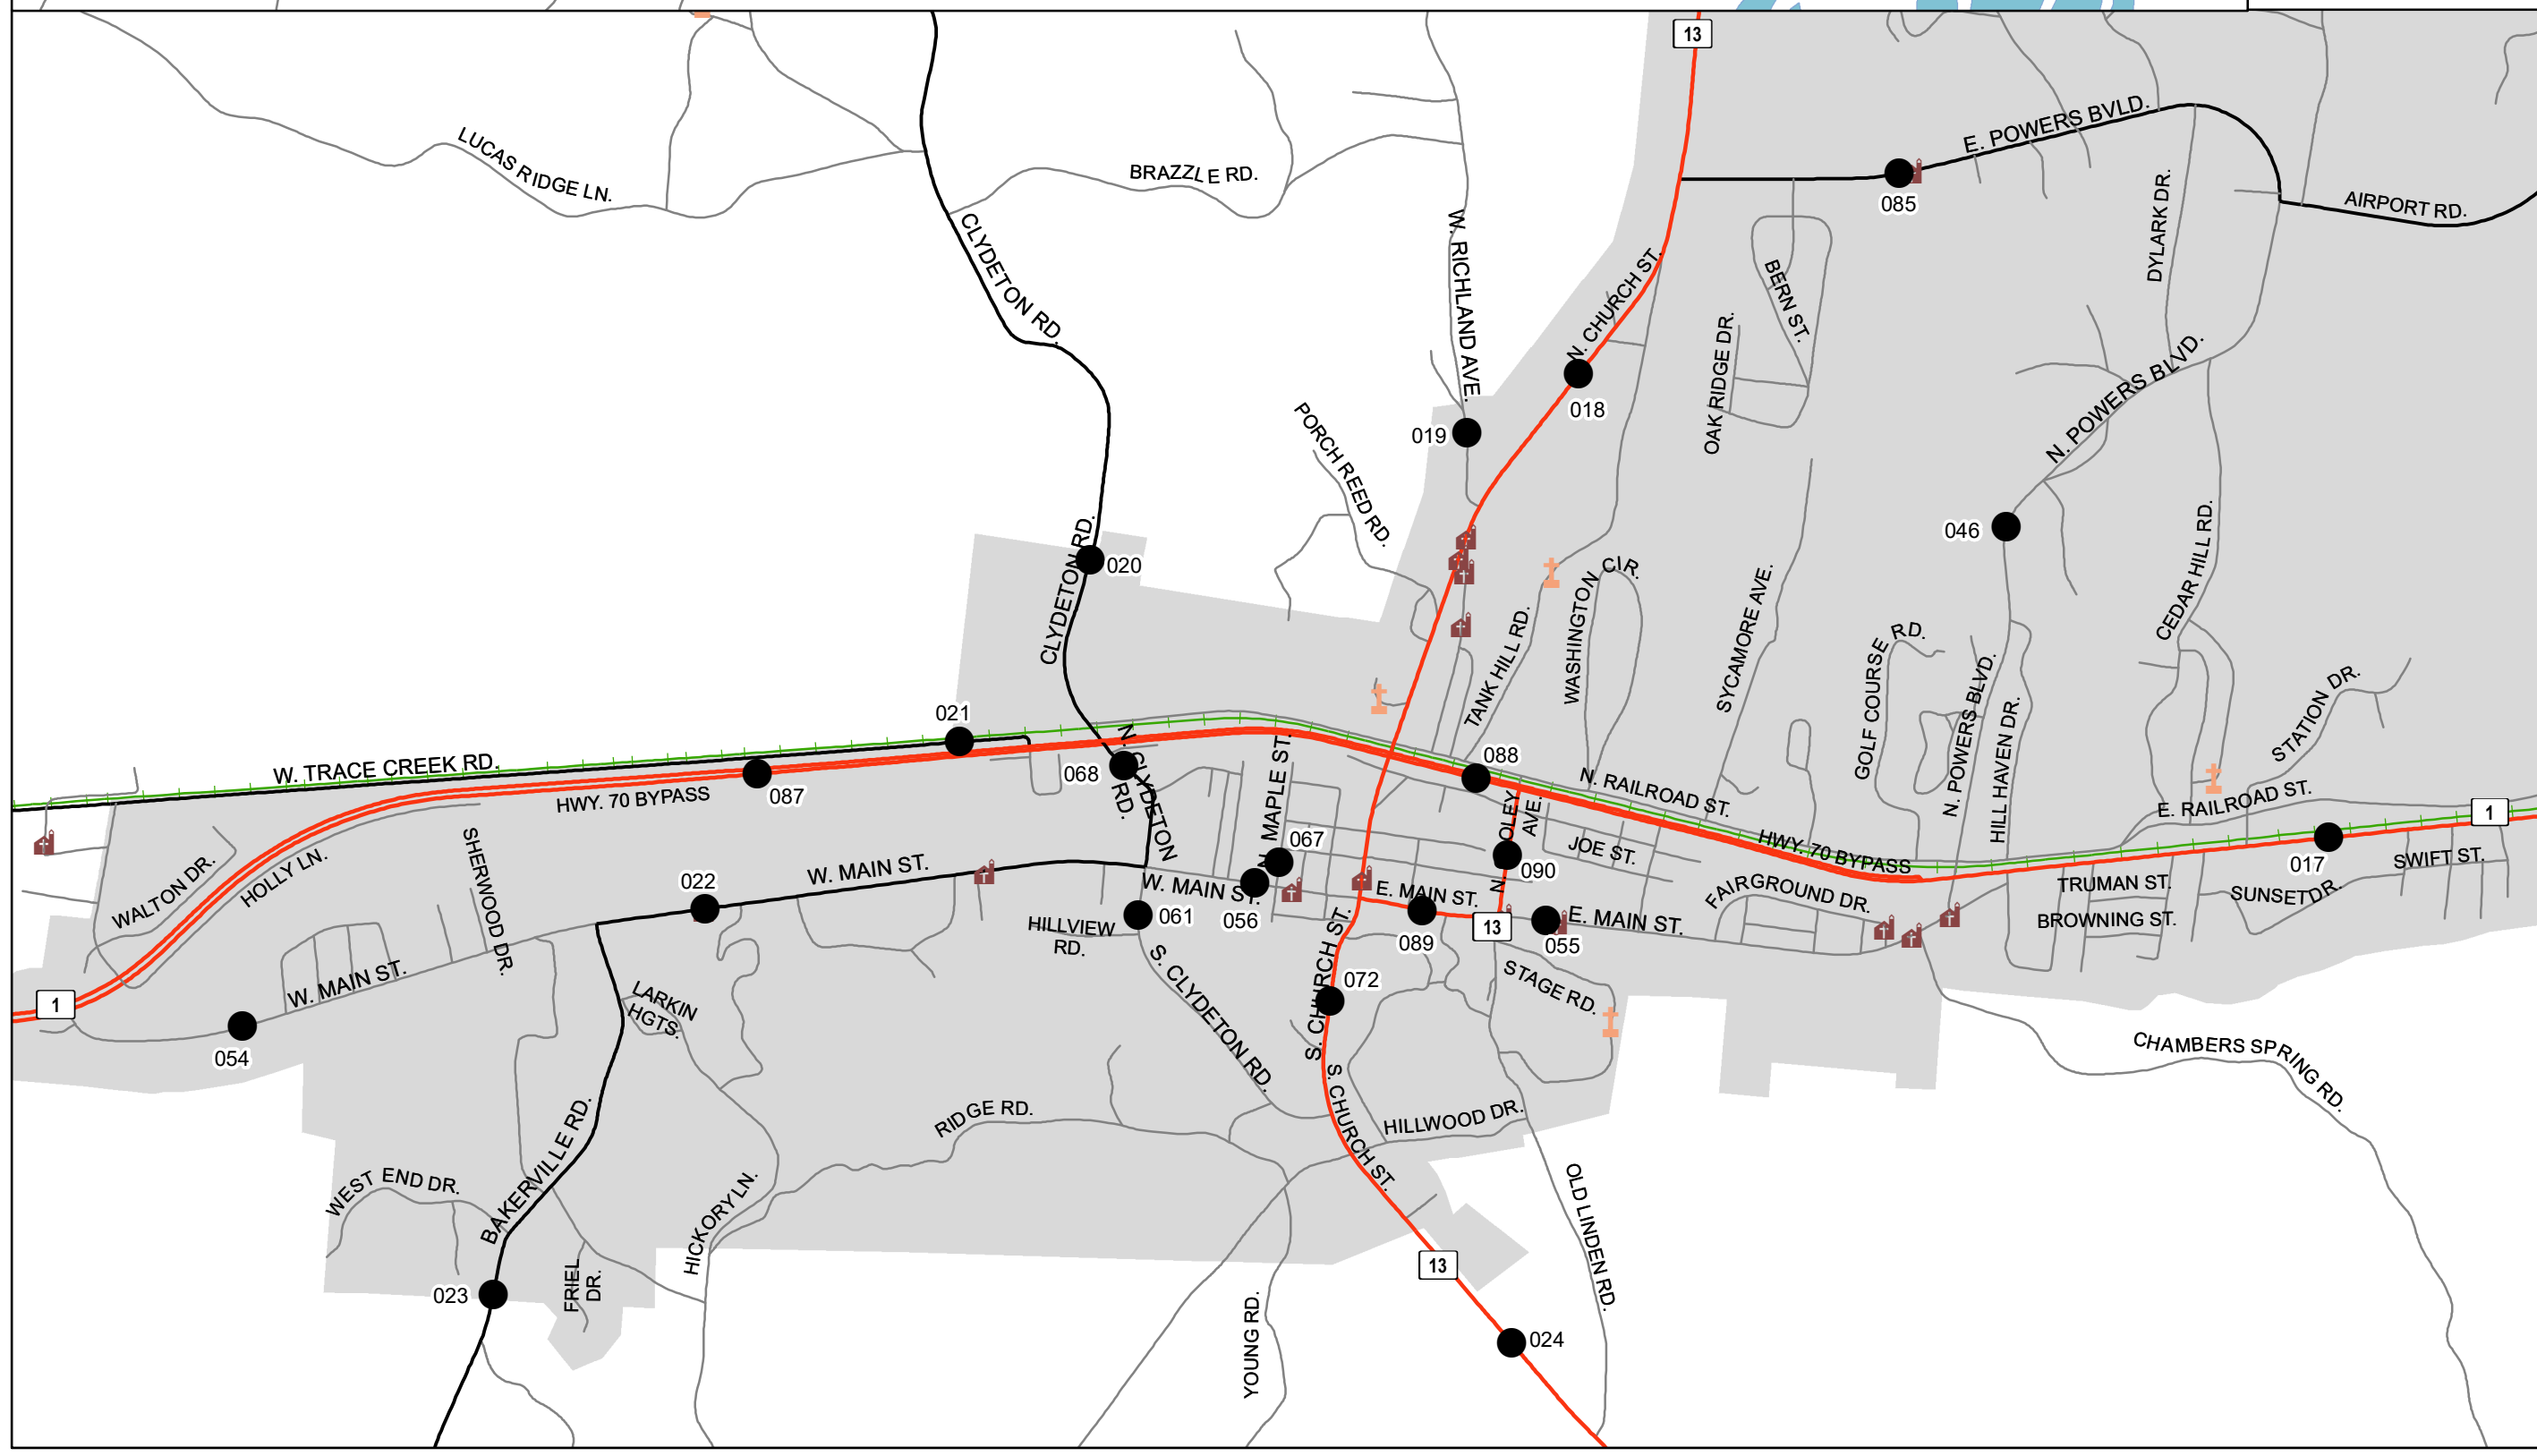 13
E. POWERS BVLD.
LUCAS RIDGE LN.
BRAZZLE RD.
085
AIRPORT RD.
DYLARK DR.
CLYDETON RD.
W. RICHLAND AVE.
N. CHURCH ST.
BERN ST.
OAK RIDGE DR.
018
019
PORCH REED RD.
N. POWERS BLVD.
046
CLYDETON RD.
020
WASHINGTON CIR.
TANK HILL RD.
SYCAMORE AVE.
CEDAR HILL RD.
GOLF COURSE RD.
N. POWERS BLVD.
HILL HAVEN DR.
STATION DR.
021
W. TRACE CREEK RD.
087
HWY. 70 BYPASS
068
N. CLYDETON
RD.
N. MAPLE ST.
088
N. RAILROAD ST.
E. RAILROAD ST.
1
HWY. 70 BYPASS
017
SWIFT ST.
067
JOE ST.
090
N. OLEY
AVE.
WALTON DR.
HOLLY LN.
SHERWOOD DR.
022
W. MAIN ST.
W. MAIN ST.
056
E. MAIN ST.
089
13
055
E. MAIN ST.
FAIRGROUND DR.
TRUMAN ST.
SUNSET DR.
BROWNING ST.
HILLVIEW
RD.
061
S. CLYDETON RD.
S. CHURCH ST.
072
STAGE RD.
1
W. MAIN ST.
054
LARKIN
HGTS.
CHAMBERS SPRING RD.
RIDGE RD.
S. CHURCH ST.
HILLWOOD DR.
BAKERVILLE RD.
WEST END DR.
HICKORY LN.
OLD LINDEN RD.
FRIEL
DR.
023
13
YOUNG RD.
024